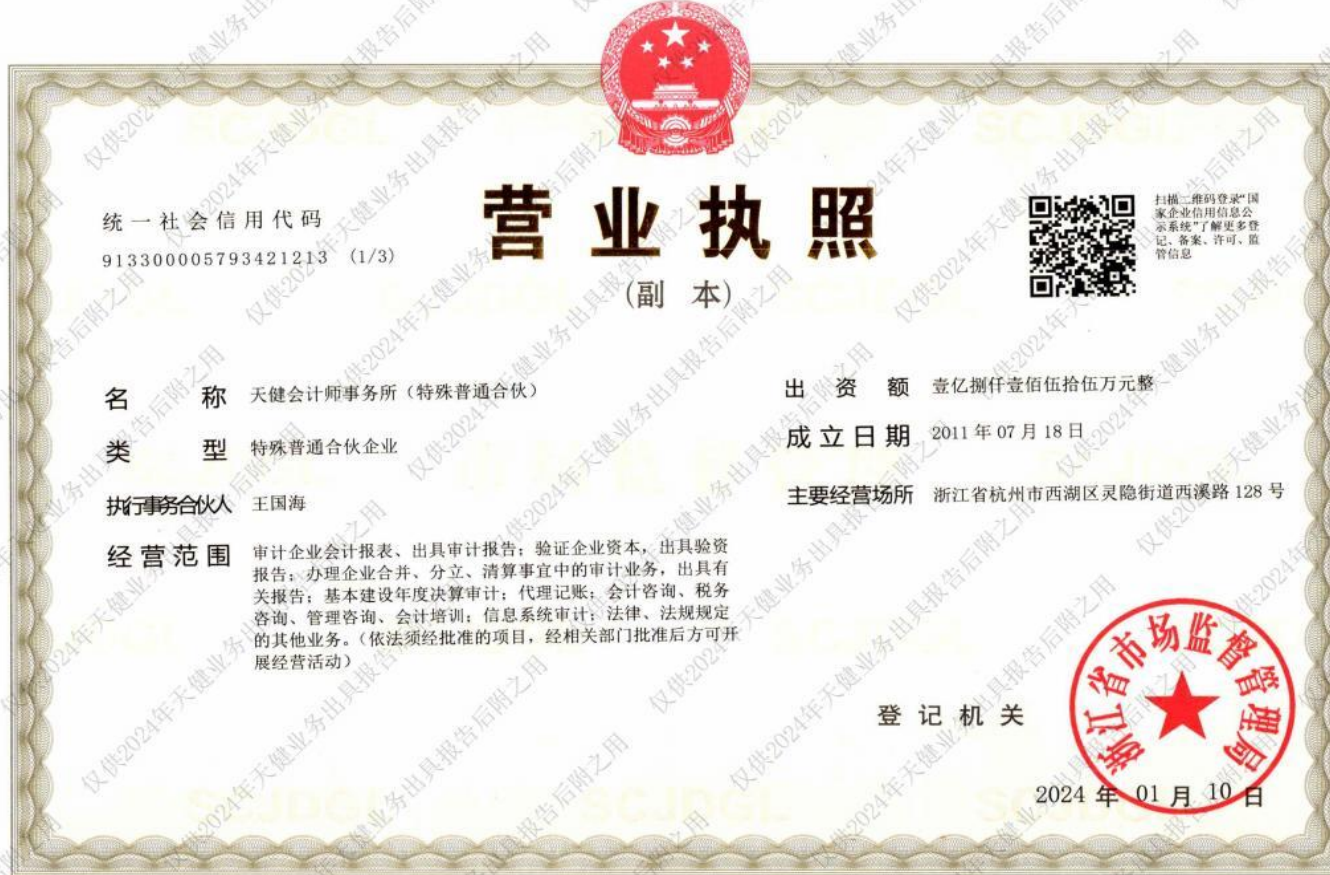 营业执照
(副 本)
统一社会信用代码
913300005793421213 (1/3)
扫描二维码登录“国
家企业信用信息公
示系统”了解更多登
记、备案、许可、监
管信息
名 称 天健会计师事务所（特殊普通合伙）
类 型 特殊普通合伙企业
执行事务合伙人 王国海
经营范围 审计企业会计报表、出具审计报告；验证企业资本，出具验资
报告；办理企业合并、分立、清算事宜中的审计业务，出具有
关报告；基本建设年度决算审计；代理记账；会计咨询、税务
咨询、管理咨询、会计培训；信息系统审计；法律、法规规定
的其他业务。（依法须经批准的项目，经相关部门批准后方可开
展经营活动）
出 资 额 壹亿捌仟壹佰伍拾伍万元整
成立日期 2011年07月18日
主要经营场所 浙江省杭州市西湖区灵隐街道西溪路128号
登记机关
浙江省市场监督管理局
2024年01月10日
仅供2024年天健业务出具报告后附之用
SCJDGL